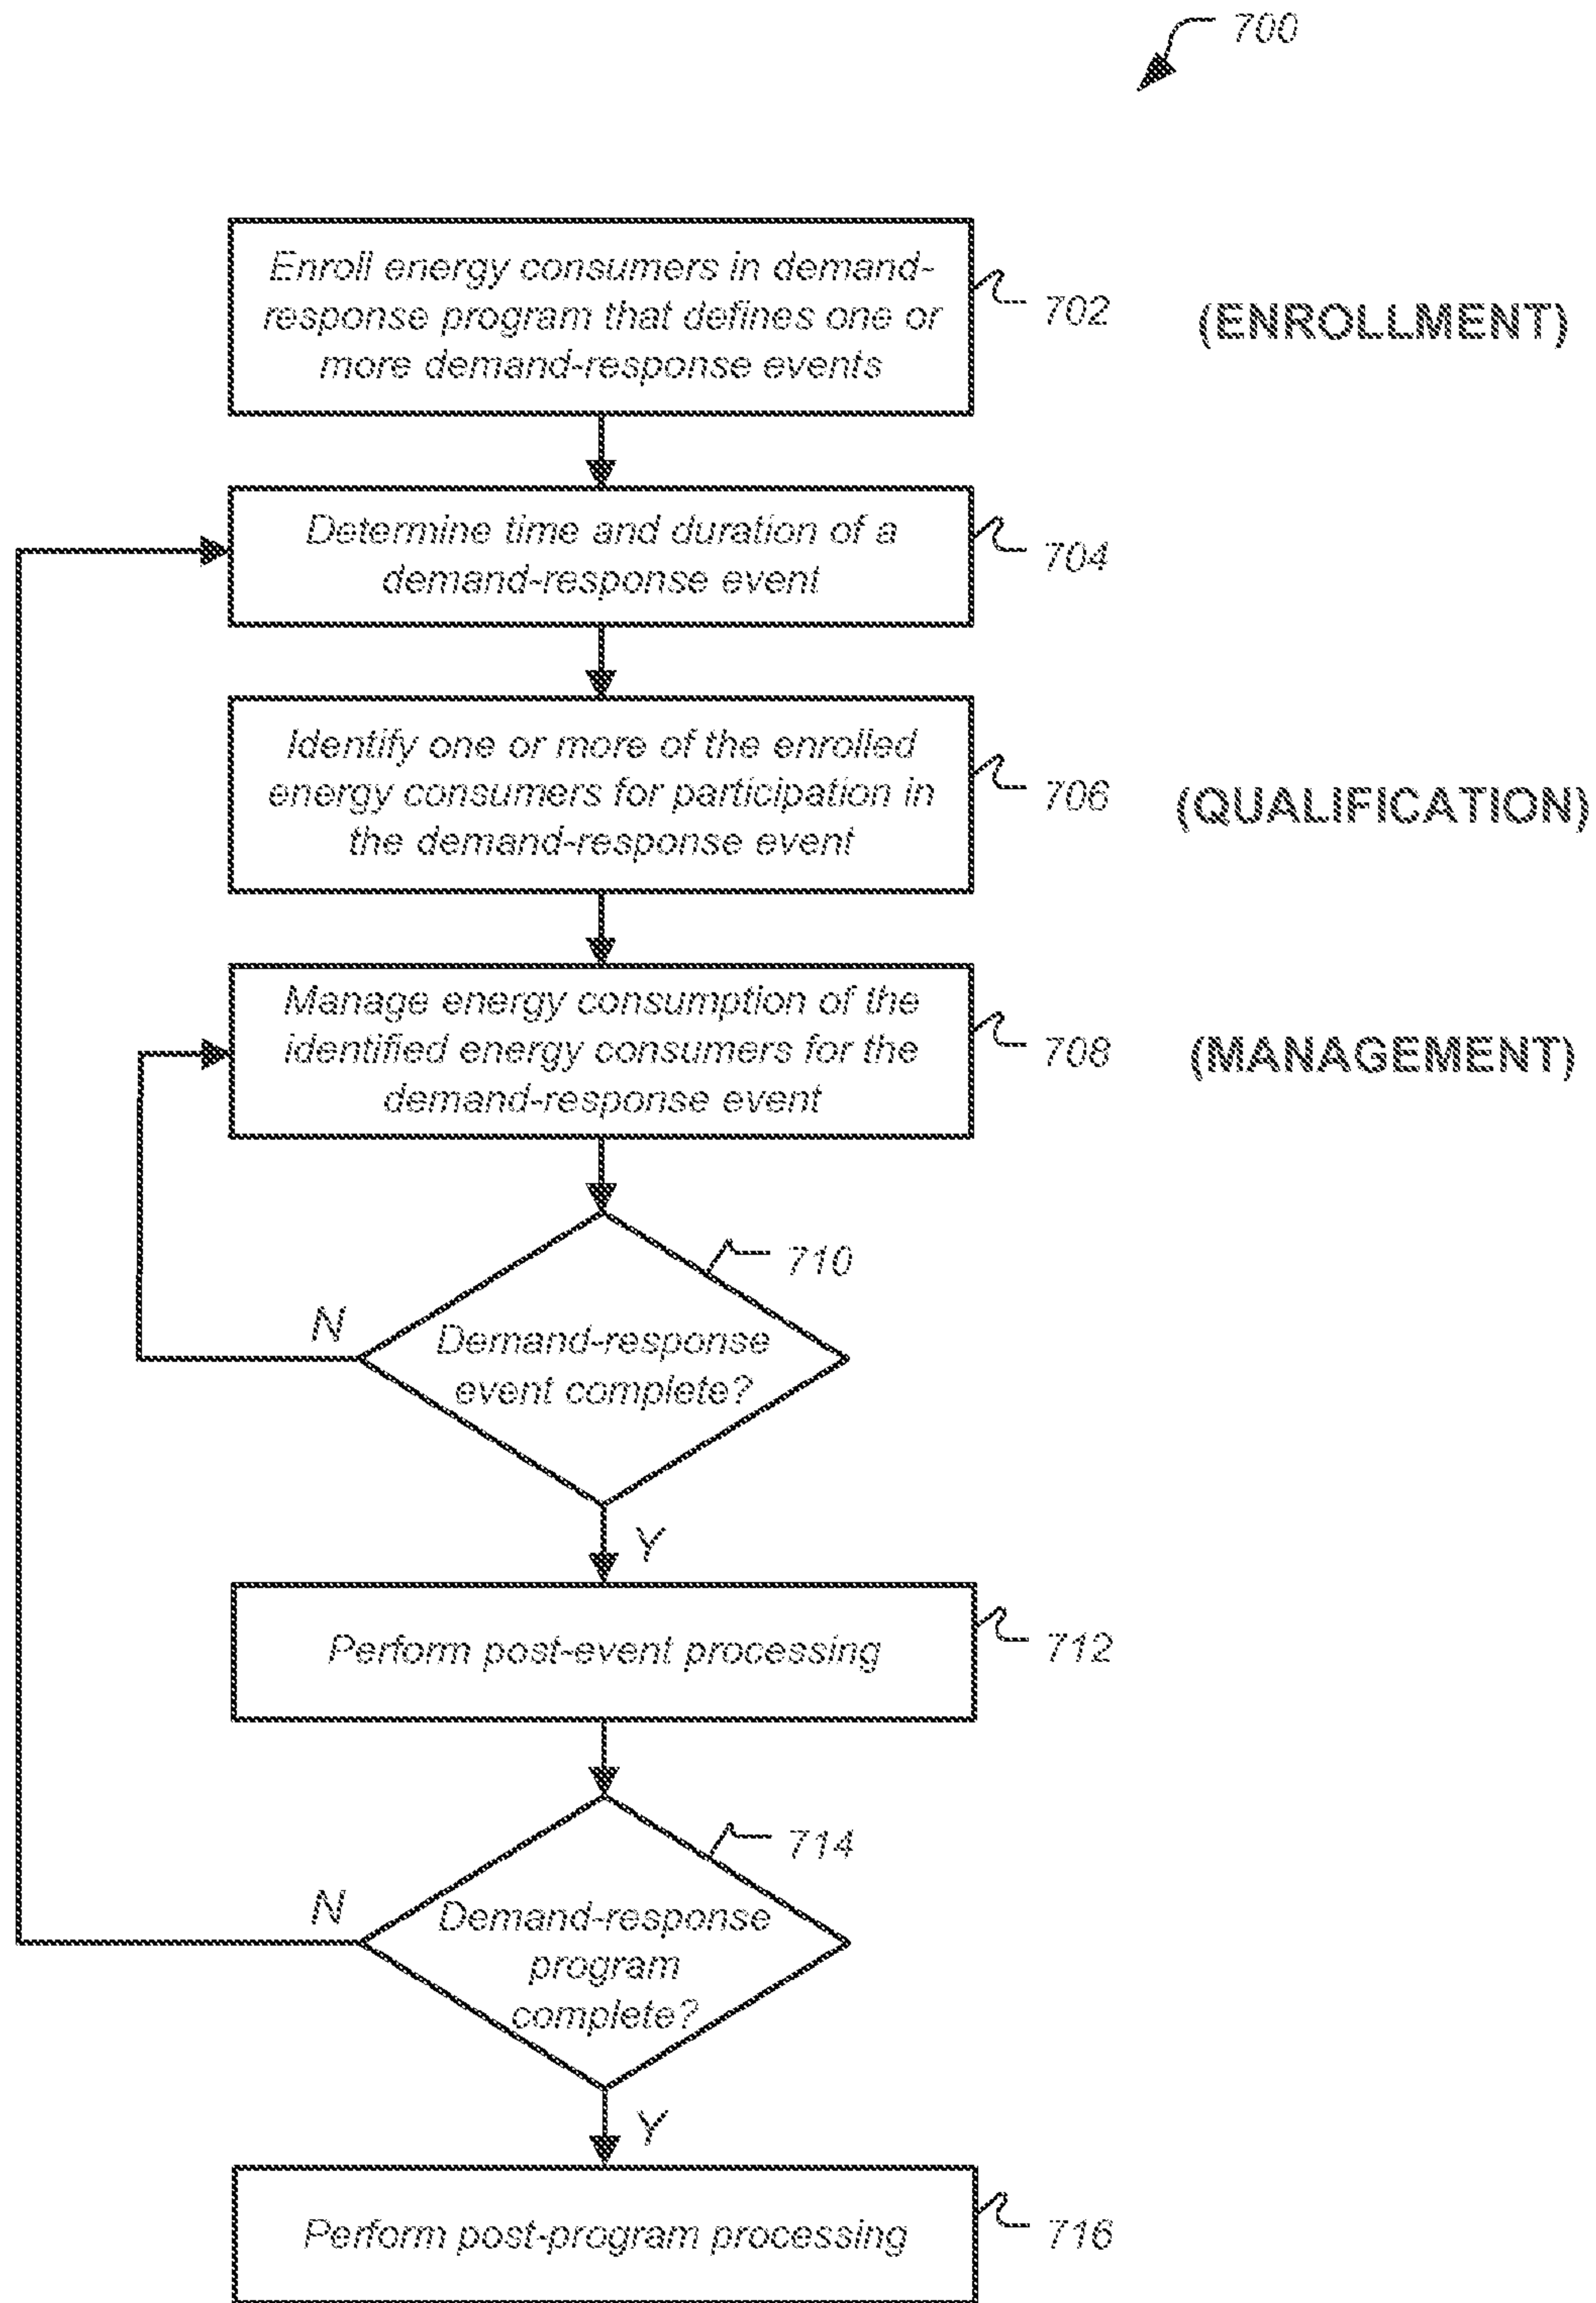 700
Enroll energy consumers in demand-
response program that defines one or
more demand-response events
702
(ENROLLMENT)
Determine time and duration of a
demand-response event
704
Identify one or more of the enrolled
energy consumers for participation in
the demand-response event
706
(QUALIFICATION)
Manage energy consumption of the
identified energy consumers for the
demand-response event
708
(MANAGEMENT)
710
N
Demand-response
event complete?
Y
Perform post-event processing
712
714
N
Demand-response
program
complete?
Y
Perform post-program processing
716